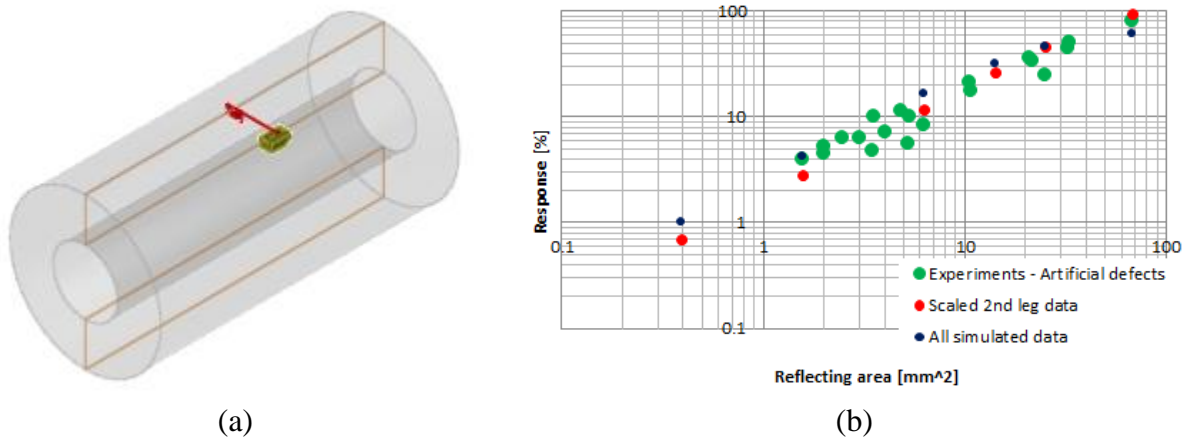 100
10
1
0.1
0.1
1
10
100
Response [%]
Experiments - Artificial defects
Scaled 2nd leg data
All simulated data
Reflecting area [mm^2]
(a)
(b)